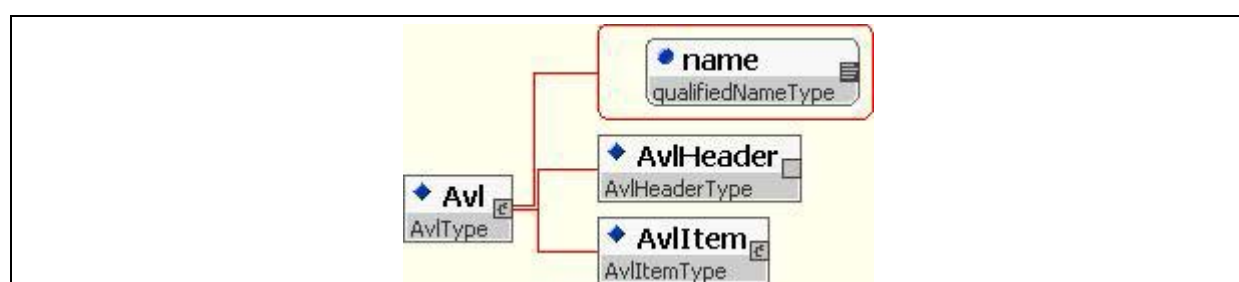 name
qualifiedNameType
AvlHeader
AvlHeaderType
Avl
AvlType
AvlItem
AvlItemType